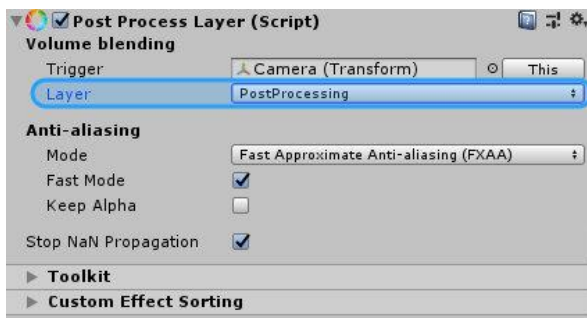 Post Process Layer (Script)
Volume blending
Trigger Camera (Transform) This
Layer PostProcessing
Anti-aliasing
Mode Fast Approximate Anti-aliasing (FXAA)
Fast Mode
Keep Alpha
Stop NaN Propagation
Toolkit
Custom Effect Sorting